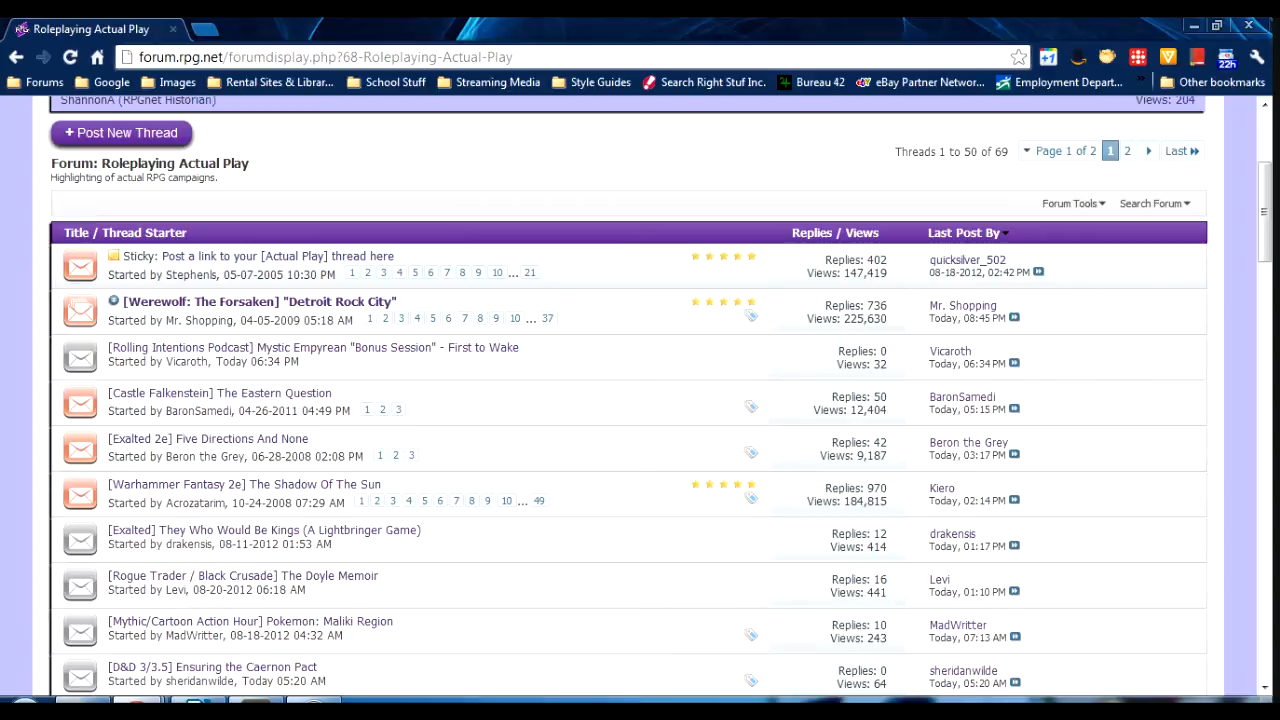 Roleplaying Actual Play
forum.rpg.net/forumdisplay.php?68-Roleplaying-Actual-Play
22h
Forums Google Images Rental Sites & Librar... School Stuff Streaming Media Style Guides Search Right Stuf Inc. Bureau 42 eBay Partner Network... Employment Depart... » Other bookmarks
ShannonA (RPGnet Historian) Views: 204
+ Post New Thread
Threads 1 to 50 of 69 Page 1 of 2 1 2 Last
Forum: Roleplaying Actual Play
Highlighting of actual RPG campaigns.
Forum Tools Search Forum
Title / Thread Starter Replies / Views Last Post By
Sticky: Post a link to your [Actual Play] thread here Replies: 402 quicksilver_502
Started by Stephenls, 05-07-2005 10:30 PM 1 2 3 4 5 6 7 8 9 10 ... 21 Views: 147,419 08-18-2012, 02:42 PM
[Werewolf: The Forsaken] "Detroit Rock City" Replies: 736 Mr. Shopping
Started by Mr. Shopping, 04-05-2009 05:18 AM 1 2 3 4 5 6 7 8 9 10 ... 37 Views: 225,630 Today, 08:45 PM
[Rolling Intentions Podcast] Mystic Empyrean "Bonus Session" - First to Wake Replies: 0 Vicaroth
Started by Vicaroth, Today 06:34 PM Views: 32 Today, 06:34 PM
[Castle Falkenstein] The Eastern Question Replies: 50 BaronSamedi
Started by BaronSamedi, 04-26-2011 04:49 PM 1 2 3 Views: 12,404 Today, 05:15 PM
[Exalted 2e] Five Directions And None Replies: 42 Beron the Grey
Started by Beron the Grey, 06-28-2008 02:08 PM 1 2 3 Views: 9,187 Today, 03:17 PM
[Warhammer Fantasy 2e] The Shadow Of The Sun Replies: 970 Kiero
Started by Acrozatarim, 10-24-2008 07:29 AM 1 2 3 4 5 6 7 8 9 10 ... 49 Views: 184,815 Today, 02:14 PM
[Exalted] They Who Would Be Kings (A Lightbringer Game) Replies: 12 drakensis
Started by drakensis, 08-11-2012 01:53 AM Views: 414 Today, 01:17 PM
[Rogue Trader / Black Crusade] The Doyle Memoir Replies: 16 Levi
Started by Levi, 08-20-2012 06:18 AM Views: 441 Today, 01:10 PM
[Mythic/Cartoon Action Hour] Pokemon: Maliki Region Replies: 10 MadWritter
Started by MadWritter, 08-18-2012 04:32 AM Views: 243 Today, 07:13 AM
[D&D 3/3.5] Ensuring the Caernon Pact Replies: 0 sheridanwilde
Started by sheridanwilde, Today 05:20 AM Views: 64 Today, 05:20 AM